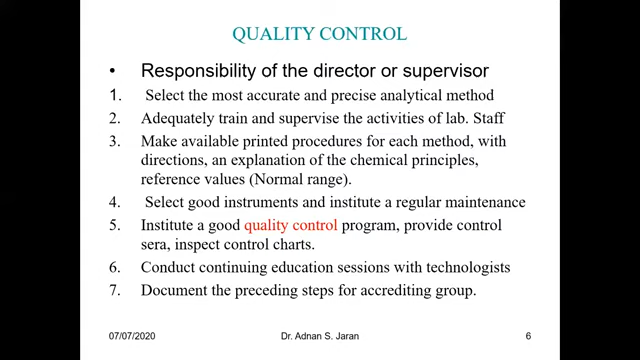 QUALITY CONTROL
• Responsibility of the director or supervisor
1. Select the most accurate and precise analytical method
2. Adequately train and supervise the activities of lab. Staff
3. Make available printed procedures for each method, with
directions, an explanation of the chemical principles,
reference values (Normal range).
4. Select good instruments and institute a regular maintenance
5. Institute a good quality control program, provide control
sera, inspect control charts.
6. Conduct continuing education sessions with technologists
7. Document the preceding steps for accrediting group.
07/07/2020 Dr. Adnan S. Jaran 6